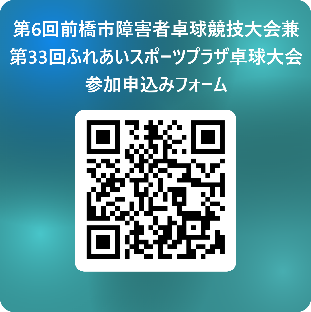 第6回前橋市障害者卓球競技大会兼
第33回ふれあいスポーツプラザ卓球大会
参加申込みフォーム